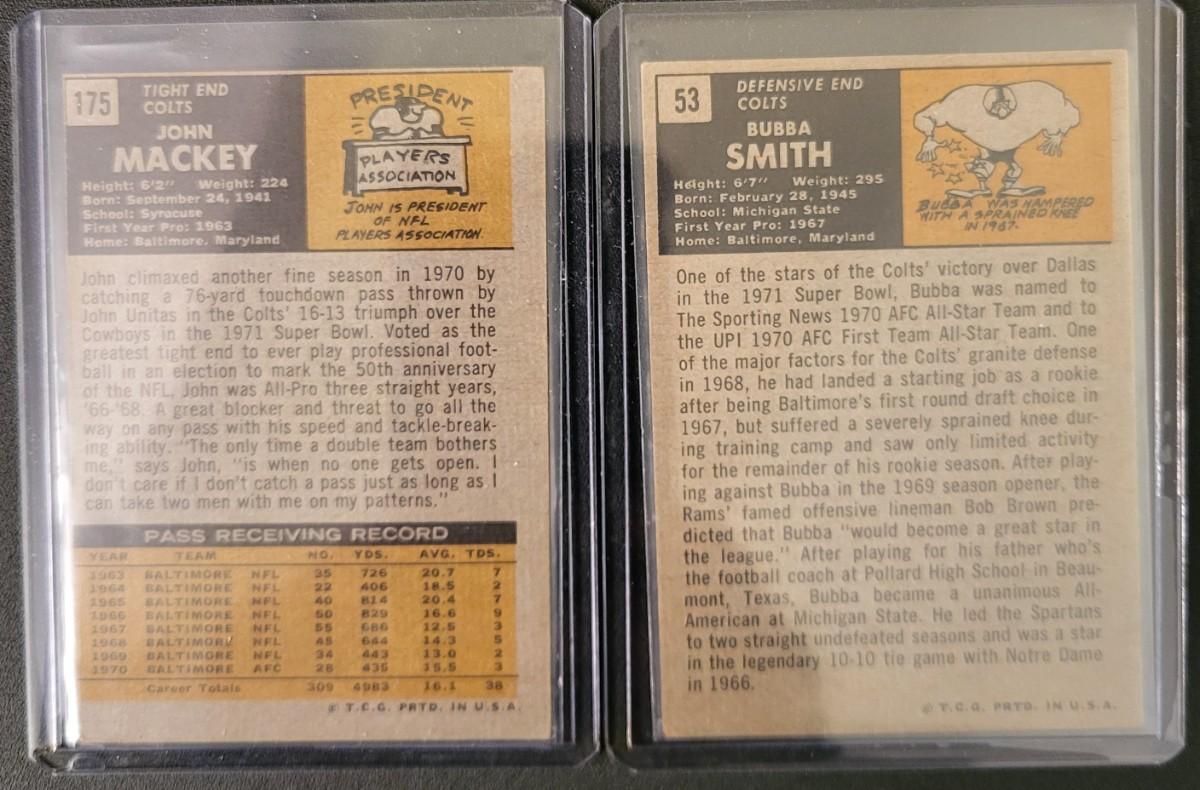 175
TIGHT END
COLTS
JOHN
MACKEY
Height: 6'2" Weight: 224
Born: September 24, 1941
School: Syracuse
First Year Pro: 1963
Home: Baltimore, Maryland
PRESIDENT
PLAYERS
ASSOCIATION
JOHN IS PRESIDENT
OF NFL
PLAYERS ASSOCIATION.
John climaxed another fine season in 1970 by
catching a 76-yard touchdown pass thrown by
John Unitas in the Colts' 16-13 triumph over the
Cowboys in the 1971 Super Bowl. Voted as the
greatest tight end to ever play professional foot-
ball in an election to mark the 50th anniversary
of the NFL, John was All-Pro three straight years,
'66-'68. A great blocker and threat to go all the
way on any pass with his speed and tackle-break-
ing ability. "The only time a double team bothers
me," says John, "is when no one gets open. I
don't care if I don't catch a pass just as long as I
can take two men with me on my patterns."
PASS RECEIVING RECORD
YEAR TEAM NO. YDS. AVG. TDS.
1963 BALTIMORE NFL 35 726 20.7 7
1964 BALTIMORE NFL 22 406 18.5 2
1965 BALTIMORE NFL 40 814 20.4 7
1966 BALTIMORE NFL 50 829 16.6 9
1967 BALTIMORE NFL 55 686 12.5 3
1968 BALTIMORE NFL 45 644 14.3 5
1969 BALTIMORE NFL 34 443 13.0 2
1970 BALTIMORE AFC 28 435 15.5 3
Career Totals 309 4983 16.1 38
© T.C.G. PRTD. IN U.S.A.
53
DEFENSIVE END
COLTS
BUBBA
SMITH
Height: 6'7" Weight: 295
Born: February 28, 1945
School: Michigan State
First Year Pro: 1967
Home: Baltimore, Maryland
BUBBA WAS HAMPERED
WITH A SPRAINED KNEE
IN 1967.
One of the stars of the Colts' victory over Dallas
in the 1971 Super Bowl, Bubba was named to
The Sporting News 1970 AFC All-Star Team and to
the UPI 1970 AFC First Team All-Star Team. One
of the major factors for the Colts' granite defense
in 1968, he had landed a starting job as a rookie
after being Baltimore's first round draft choice in
1967, but suffered a severely sprained knee dur-
ing training camp and saw only limited activity
for the remainder of his rookie season. After play-
ing against Bubba in the 1969 season opener, the
Rams' famed offensive lineman Bob Brown pre-
dicted that Bubba "would become a great star in
the league." After playing for his father who's
the football coach at Pollard High School in Beau-
mont, Texas, Bubba became a unanimous All-
American at Michigan State. He led the Spartans
to two straight undefeated seasons and was a star
in the legendary 10-10 tie game with Notre Dame
in 1966.
© T.C.G. PRTD. IN U.S.A.